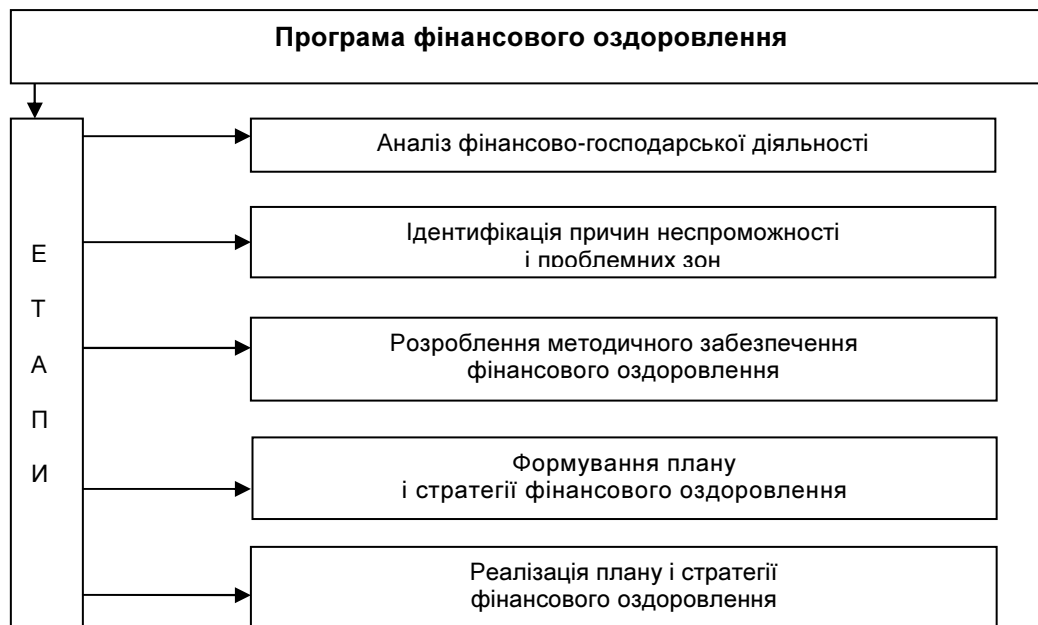 Програма фінансового оздоровлення
Аналіз фінансово-господарської діяльності
Ідентифікація причин неспроможності
і проблемних зон
Розроблення методичного забезпечення
фінансового оздоровлення
Формування плану
і стратегії фінансового оздоровлення
Реалізація плану і стратегії
фінансового оздоровлення
Е
Т
А
П
И